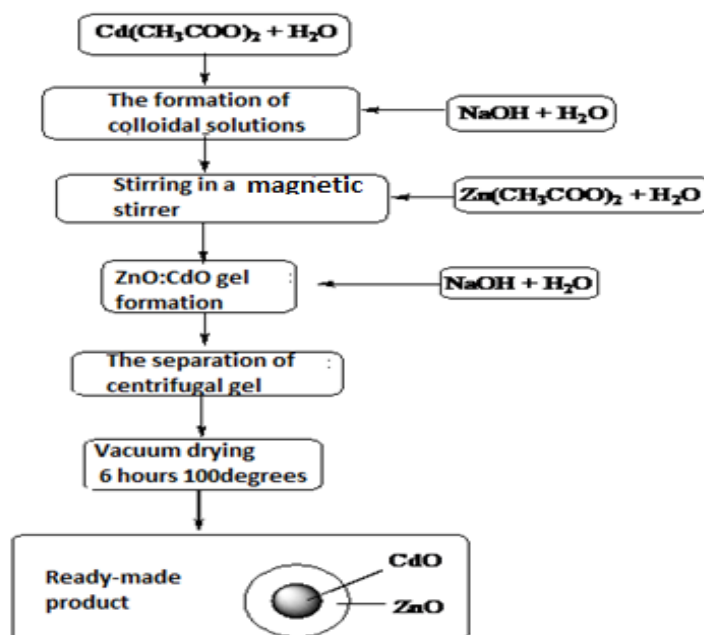 Cd(CH₃COO)₂ + H₂O
The formation of
colloidal solutions
NaOH + H₂O
Stirring in a magnetic
stirrer
Zn(CH₃COO)₂ + H₂O
ZnO:CdO gel :
formation
NaOH + H₂O
The separation of :
centrifugal gel
Vacuum drying
6 hours 100degrees
CdO
Ready-made
product
ZnO